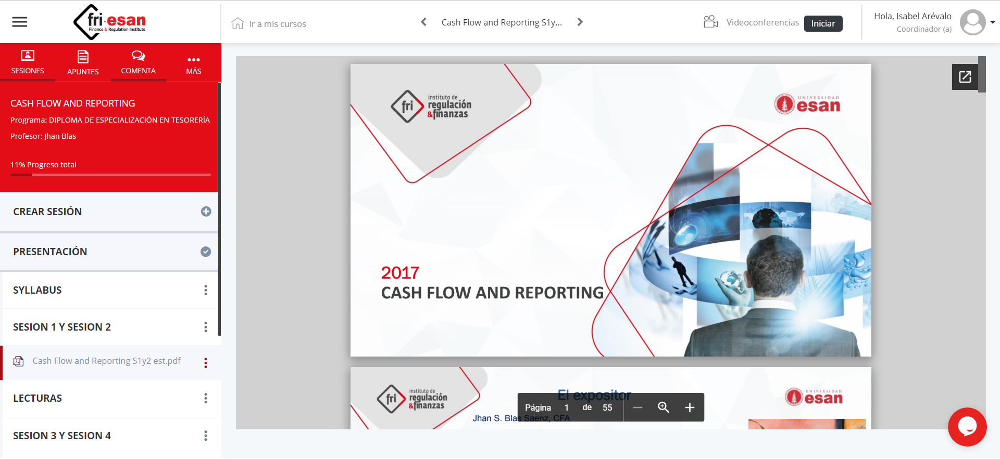 fri·esan
Finance & Regulation Institute
Ir a mis cursos
Cash Flow and Reporting S1y...
Videoconferencias
Iniciar
Hola, Isabel Arévalo
Coordinador (a)
SESIONES
APUNTES
COMENTA
MÁS
CASH FLOW AND REPORTING
Programa: DIPLOMA DE ESPECIALIZACIÓN EN TESORERÍA
Profesor: Jhan Blas
11% Progreso total
CREAR SESIÓN
PRESENTACIÓN
SYLLABUS
SESION 1 Y SESION 2
Cash Flow and Reporting S1y2 est.pdf
LECTURAS
SESION 3 Y SESION 4
fri
instituto de
regulación
&finanzas
UNIVERSIDAD
esan
2017
CASH FLOW AND REPORTING
fri
instituto de
regulación
&finanzas
El expositor
UNIVERSIDAD
esan
Jhan S. Blas Saenz, CFA
Página 1 de 55